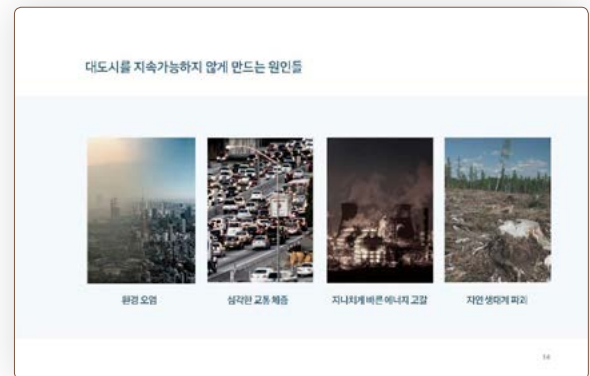 대도시를 지속가능하지 않게 만드는 원인들
환경 오염
심각한 교통 체증
지나치게 빠른 에너지 고갈
자연 생태계 파괴